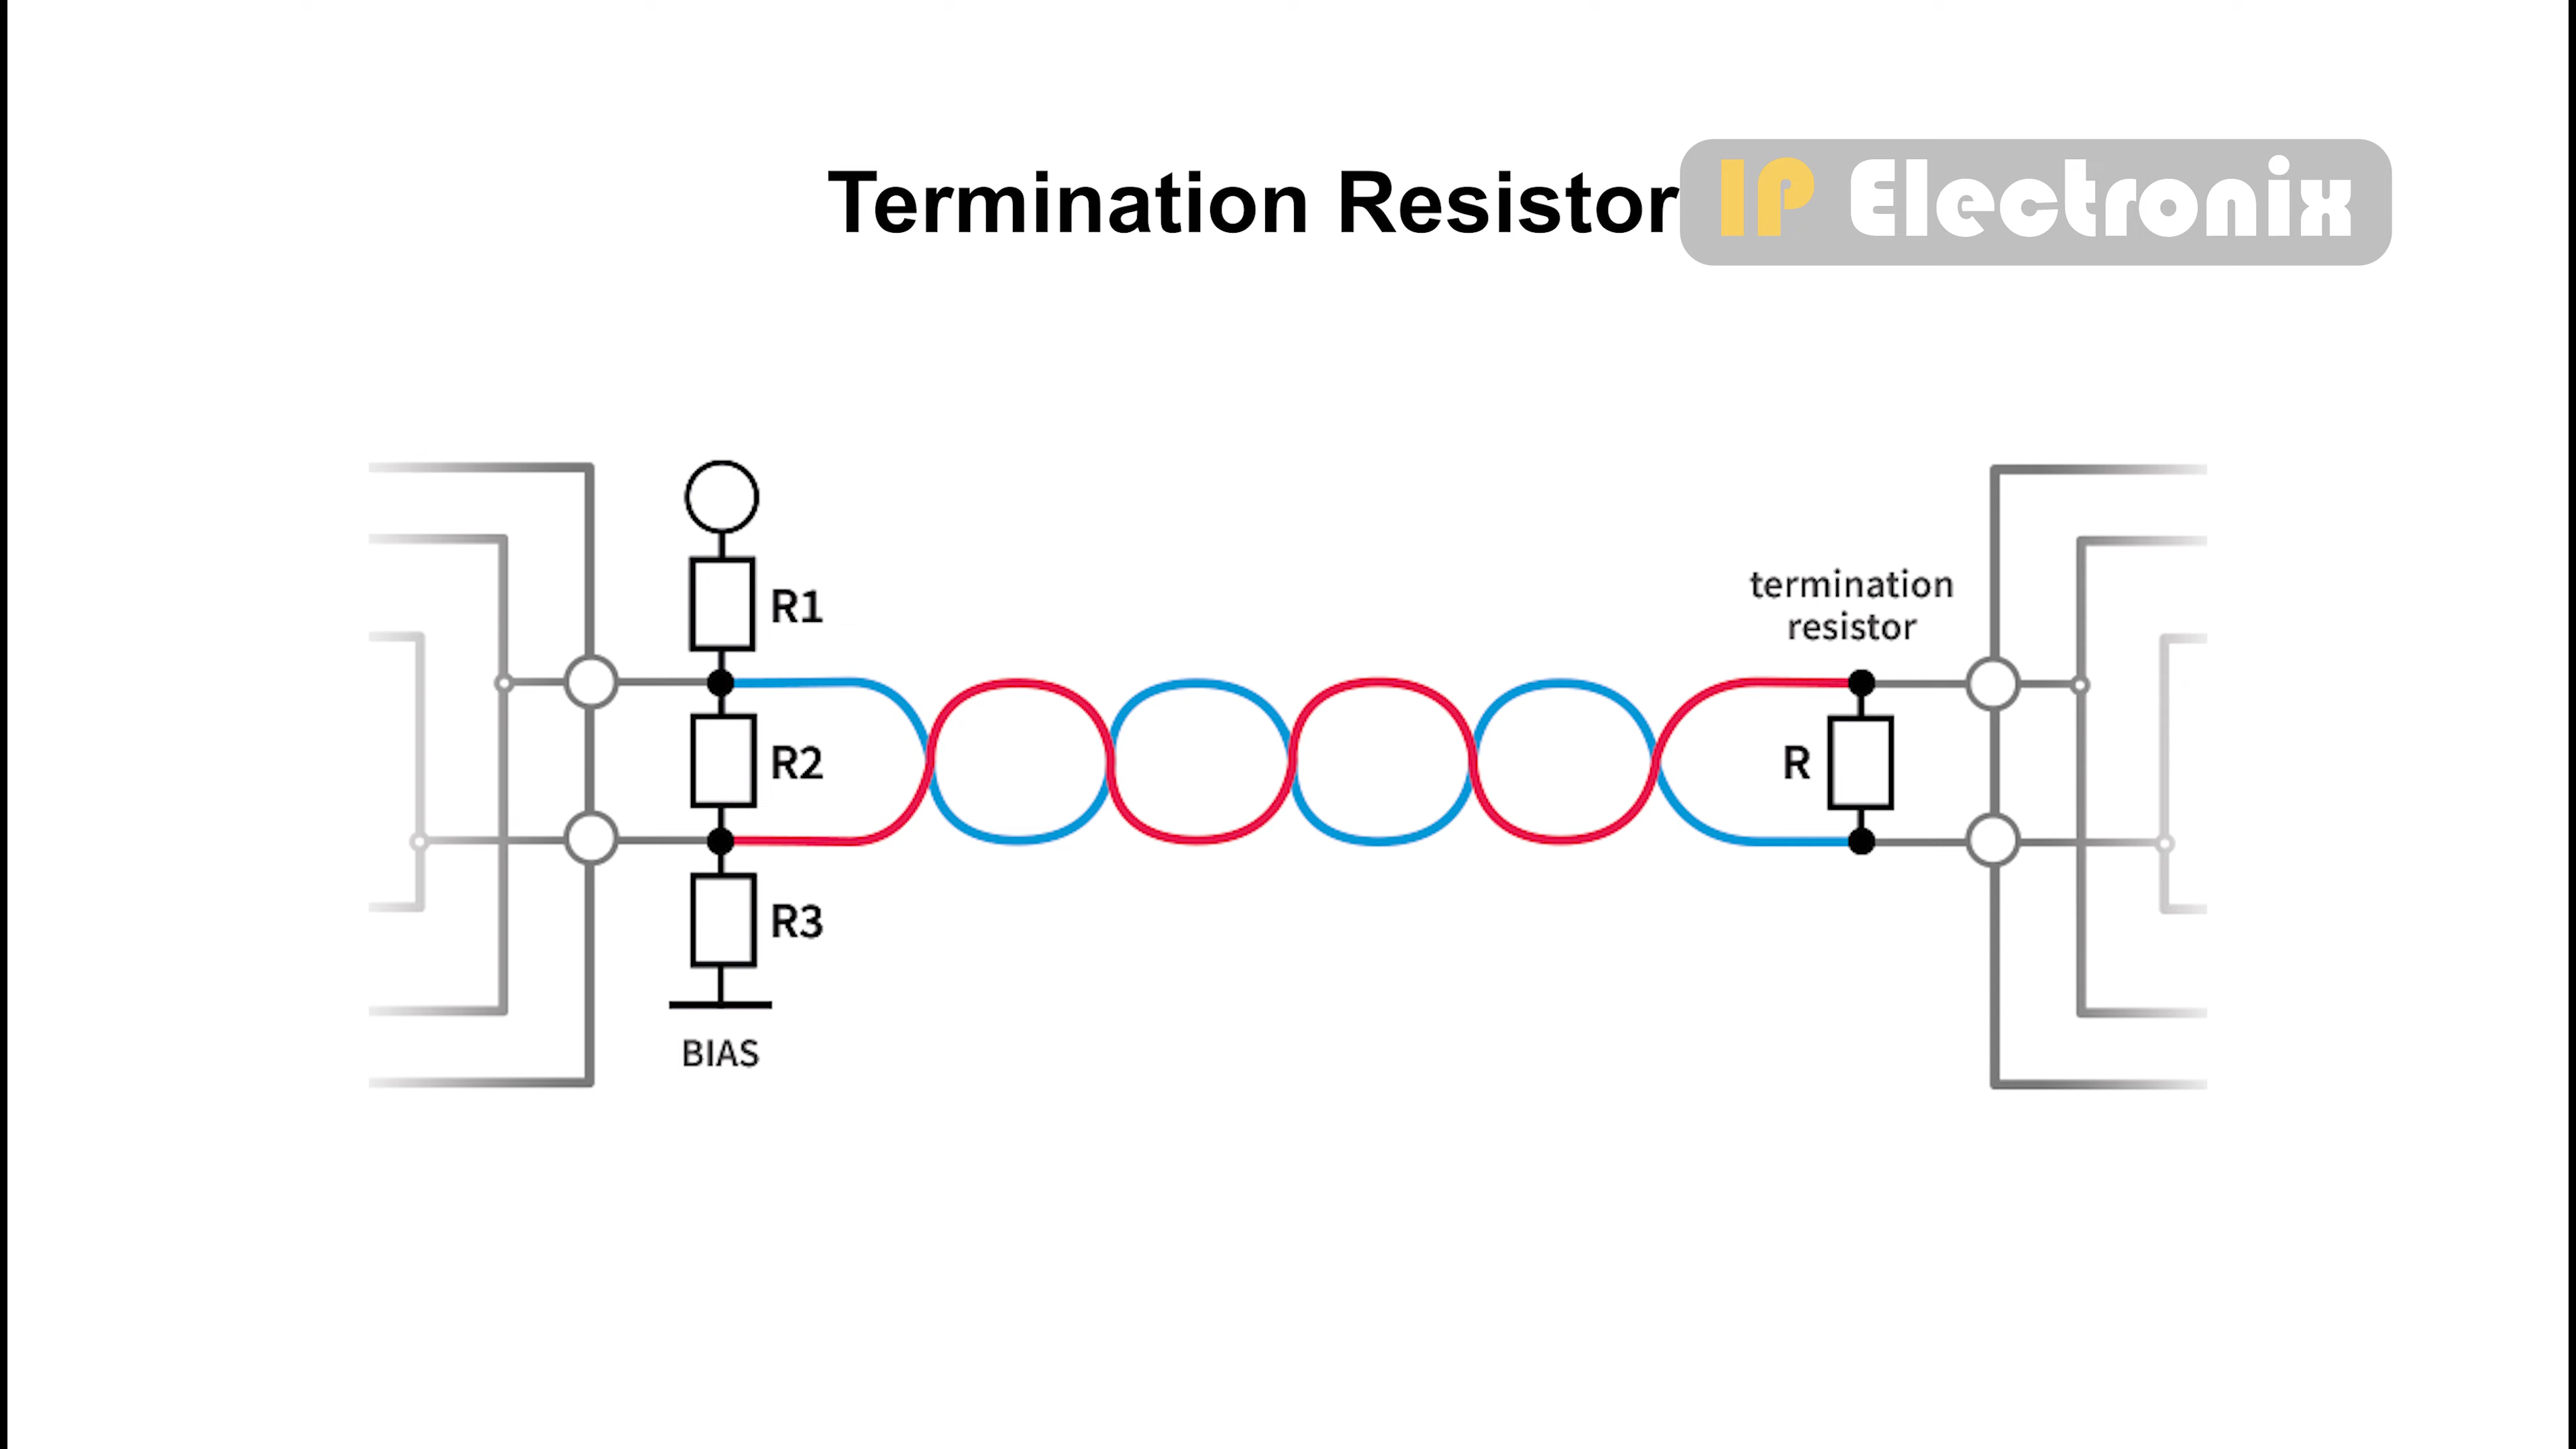 Termination Resistor
IP Electronix
R1
termination
resistor
R2
R
R3
BIAS